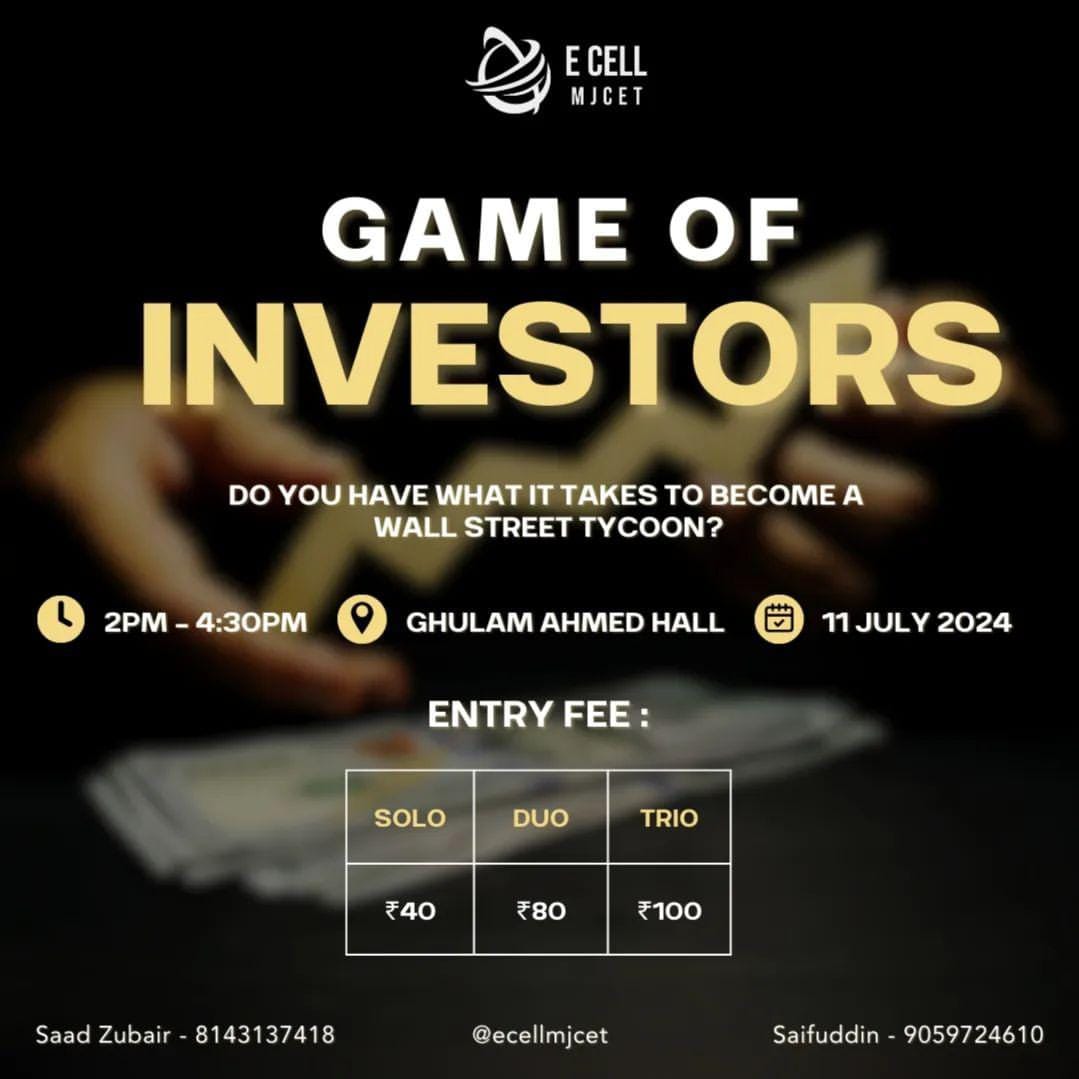 E CELL
MJCET
GAME OF
INVESTORS
DO YOU HAVE WHAT IT TAKES TO BECOME A
WALL STREET TYCOON?
2PM - 4:30PM GHULAM AHMED HALL 11 JULY 2024
ENTRY FEE :
SOLO DUO TRIO
₹40 ₹80 ₹100
Saad Zubair - 8143137418 @ecellmjcet Saifuddin - 9059724610